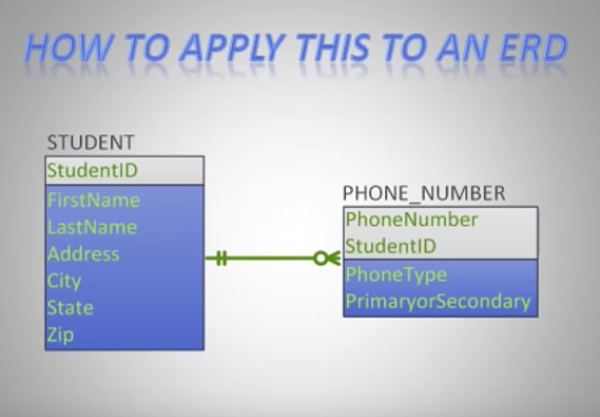 HOW TO APPLY THIS TO AN ERD
STUDENT
StudentID
FirstName
LastName
Address
City
State
Zip
PHONE_NUMBER
PhoneNumber
StudentID
PhoneType
PrimaryorSecondary